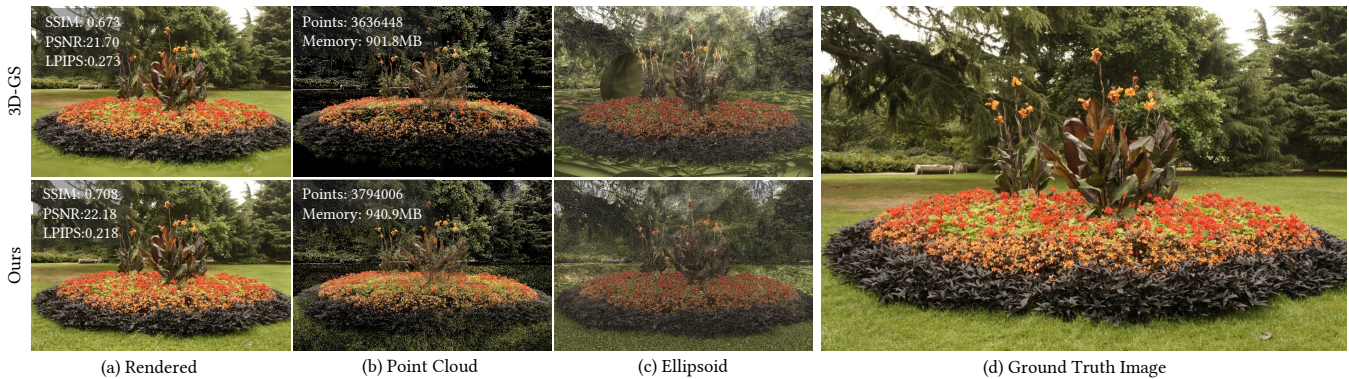 3D-GS
SSIM: 0.673
PSNR:21.70
LPIPS:0.273
Points: 3636448
Memory: 901.8MB
Ours
SSIM: 0.708
PSNR:22.18
LPIPS:0.218
Points: 3794006
Memory: 940.9MB
(a) Rendered
(b) Point Cloud
(c) Ellipsoid
(d) Ground Truth Image